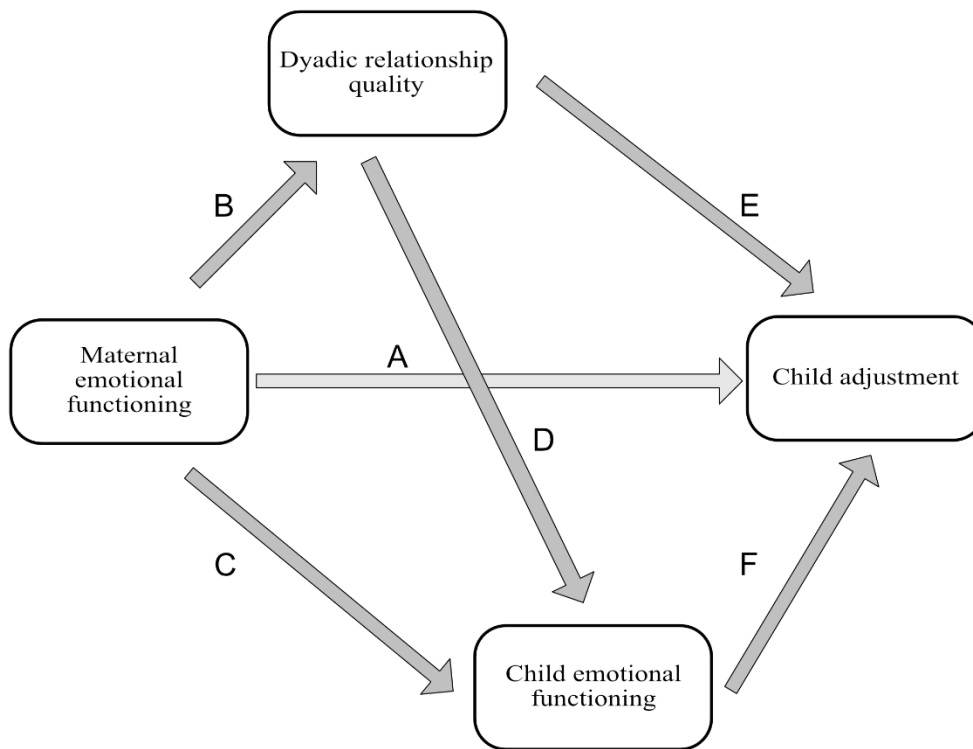 Dyadic relationship
quality
B
E
Maternal
emotional
functioning
A
Child adjustment
D
C
F
Child emotional
functioning